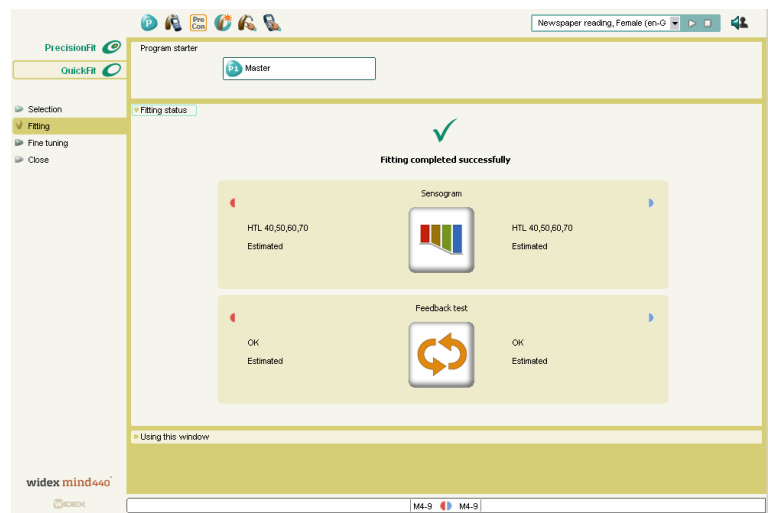 P
Pre
Con
Newspaper reading, Female (en-G
PrecisionFit
QuickFit
Program starter
P1 Master
Selection
Fitting
Fine tuning
Close
Fitting status
Fitting completed successfully
Sensogram
HTL 40,50,60,70
HTL 40,50,60,70
Estimated
Estimated
Feedback test
OK
OK
Estimated
Estimated
Using this window
widex mind440
WIDEX
M4-9
M4-9